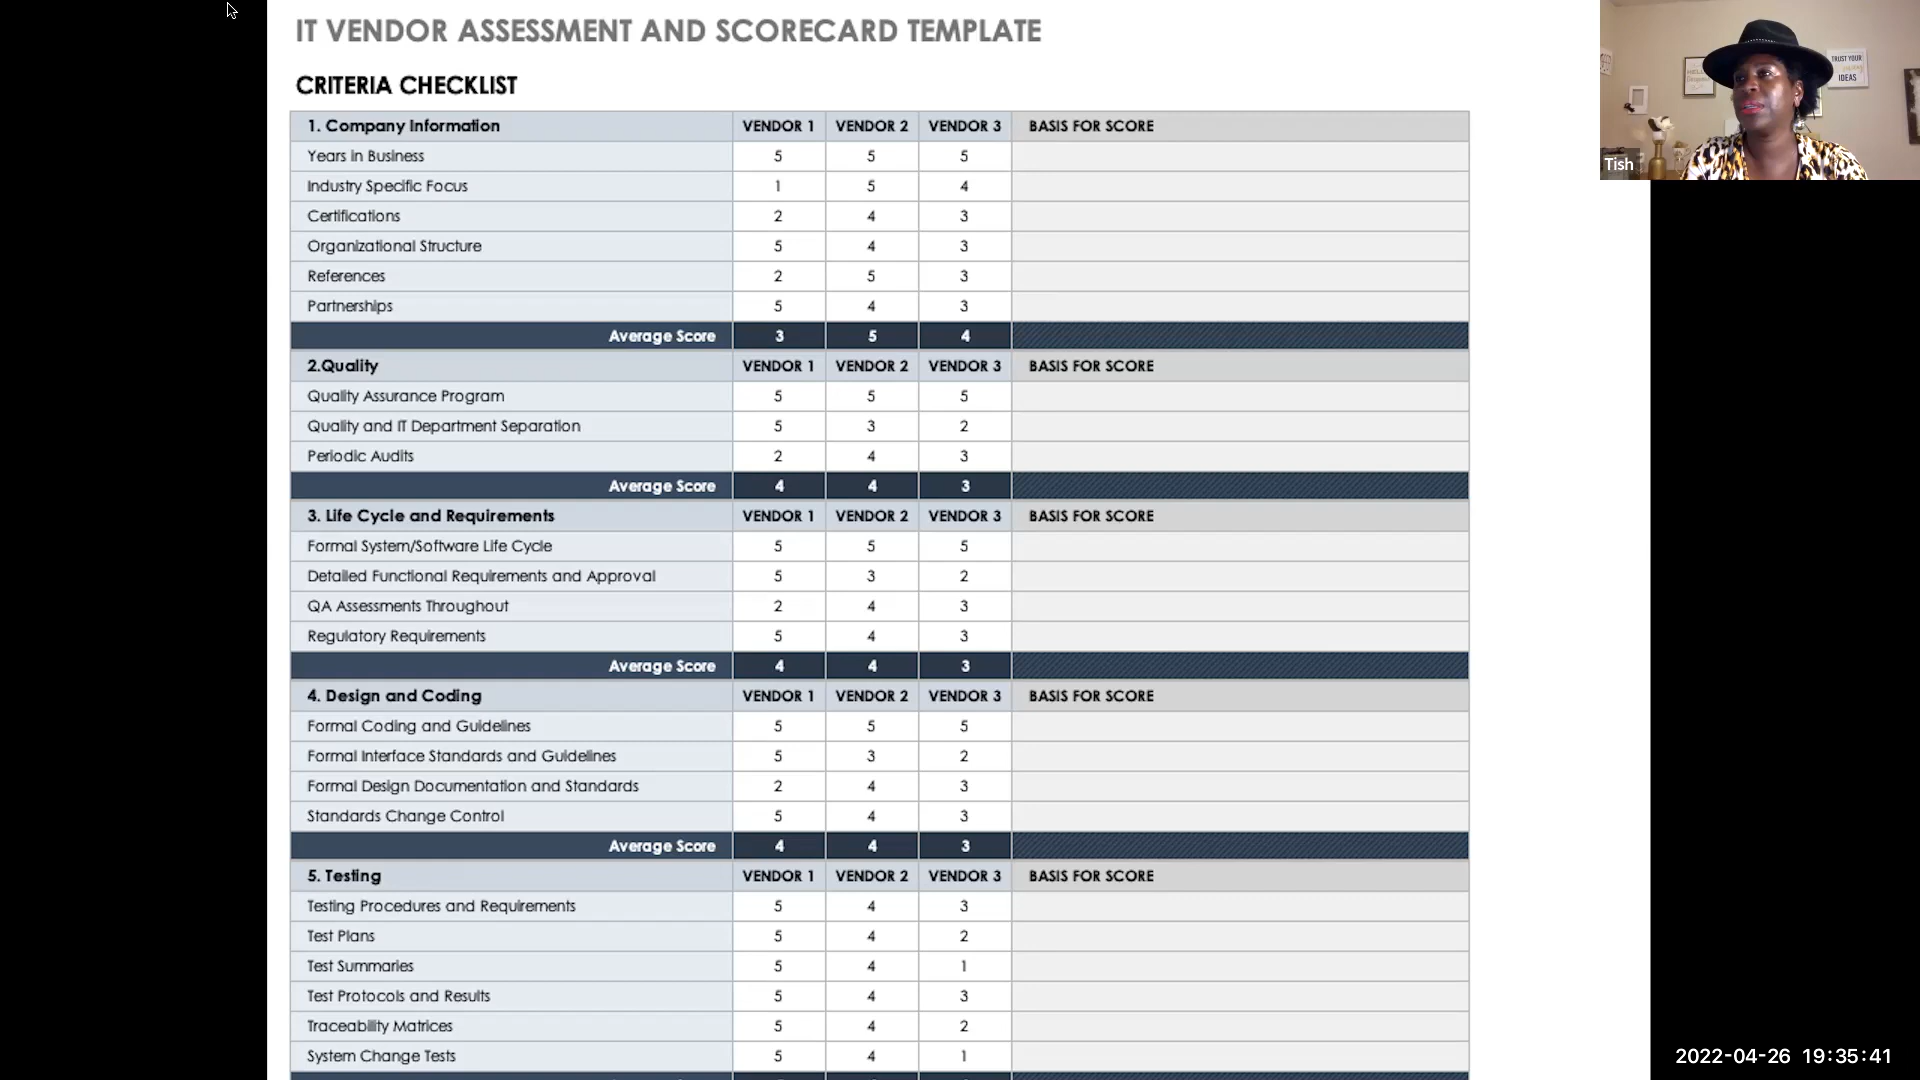 IT VENDOR ASSESSMENT AND SCORECARD TEMPLATE
CRITERIA CHECKLIST
1. Company Information VENDOR 1 VENDOR 2 VENDOR 3 BASIS FOR SCORE
Years in Business 5 5 5
Industry Specific Focus 1 5 4
Certifications 2 4 3
Organizational Structure 5 4 3
References 2 5 3
Partnerships 5 4 3
Average Score 3 5 4
2.Quality VENDOR 1 VENDOR 2 VENDOR 3 BASIS FOR SCORE
Quality Assurance Program 5 5 5
Quality and IT Department Separation 5 3 2
Periodic Audits 2 4 3
Average Score 4 4 3
3. Life Cycle and Requirements VENDOR 1 VENDOR 2 VENDOR 3 BASIS FOR SCORE
Formal System/Software Life Cycle 5 5 5
Detailed Functional Requirements and Approval 5 3 2
QA Assessments Throughout 2 4 3
Regulatory Requirements 5 4 3
Average Score 4 4 3
4. Design and Coding VENDOR 1 VENDOR 2 VENDOR 3 BASIS FOR SCORE
Formal Coding and Guidelines 5 5 5
Formal Interface Standards and Guidelines 5 3 2
Formal Design Documentation and Standards 2 4 3
Standards Change Control 5 4 3
Average Score 4 4 3
5. Testing VENDOR 1 VENDOR 2 VENDOR 3 BASIS FOR SCORE
Testing Procedures and Requirements 5 4 3
Test Plans 5 4 2
Test Summaries 5 4 1
Test Protocols and Results 5 4 3
Traceability Matrices 5 4 2
System Change Tests 5 4 1
TRUST YOUR
IDEAS
Tish
2022-04-26 19:35:41